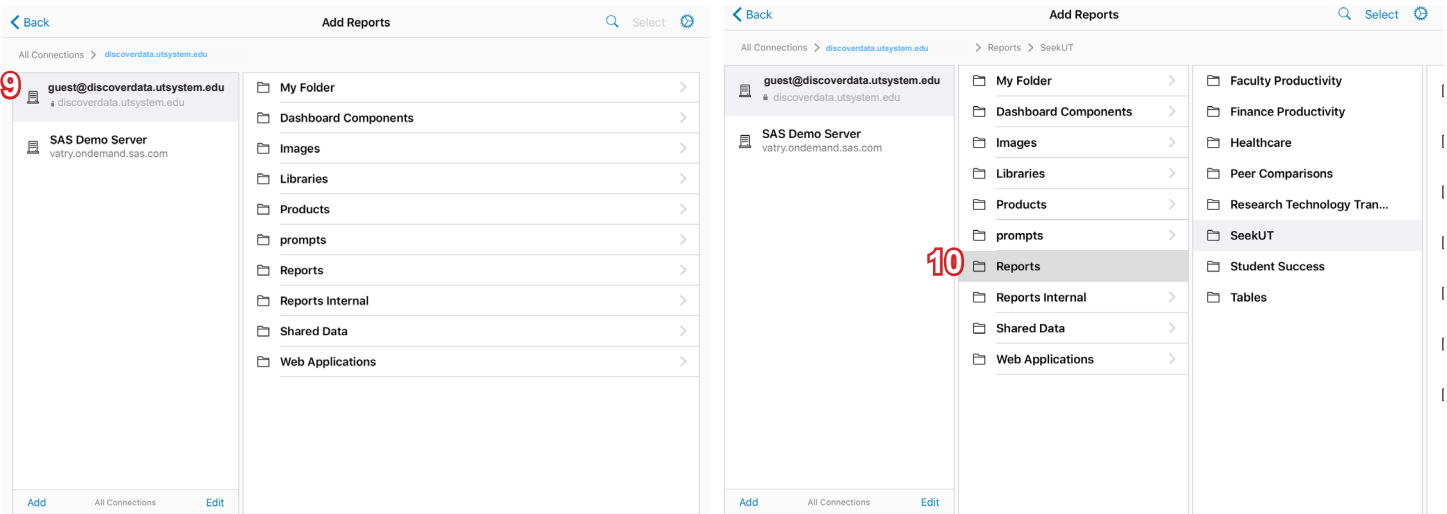 Back
Add Reports
Select
All Connections > discoverdata.utsystem.edu
9
guest@discoverdata.utsystem.edu
discoverdata.utsystem.edu
SAS Demo Server
vatry.ondemand.sas.com
My Folder
Dashboard Components
Images
Libraries
Products
prompts
Reports
Reports Internal
Shared Data
Web Applications
Add
All Connections
Edit
Back
Add Reports
Select
All Connections > discoverdata.utsystem.edu > Reports > SeekUT
guest@discoverdata.utsystem.edu
discoverdata.utsystem.edu
SAS Demo Server
vatry.ondemand.sas.com
My Folder
Dashboard Components
Images
Libraries
Products
prompts
10
Reports
Reports Internal
Shared Data
Web Applications
Faculty Productivity
Finance Productivity
Healthcare
Peer Comparisons
Research Technology Tran...
SeekUT
Student Success
Tables
Add
All Connections
Edit